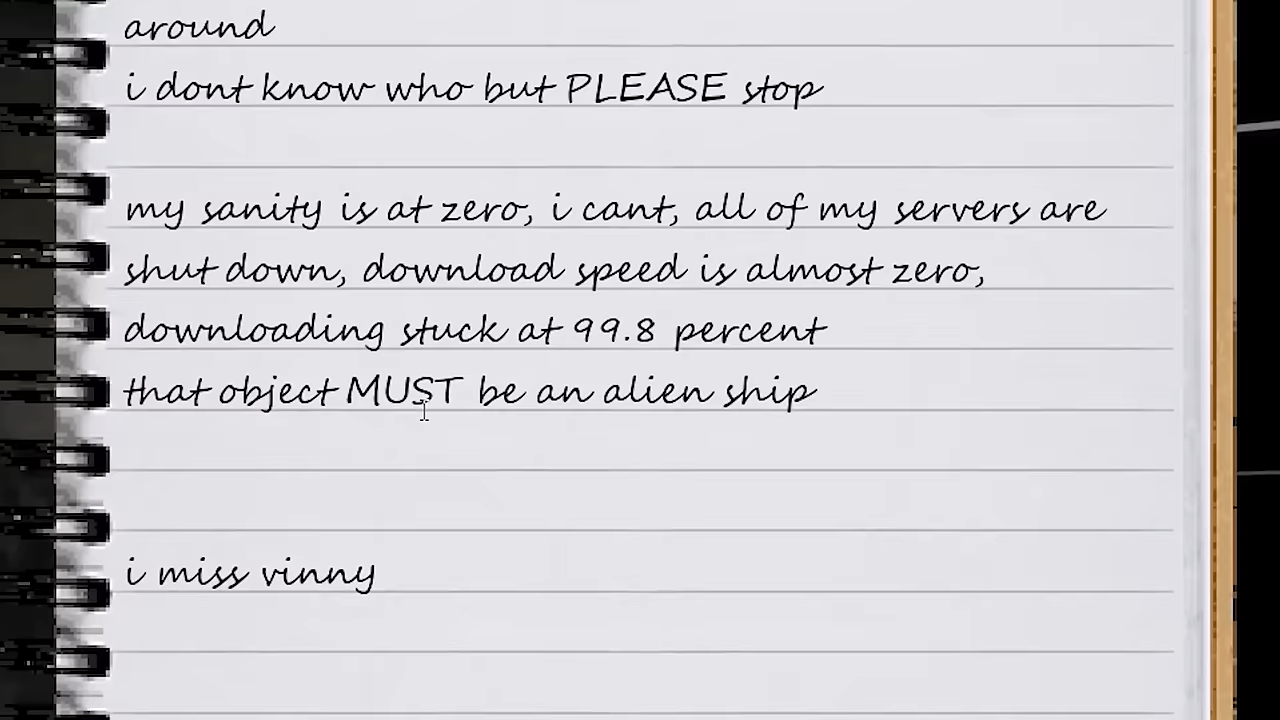 around
i dont know who but PLEASE stop
my sanity is at zero, i cant, all of my servers are
shut down, download speed is almost zero,
downloading stuck at 99.8 percent
that object MUST be an alien ship
i miss vinny